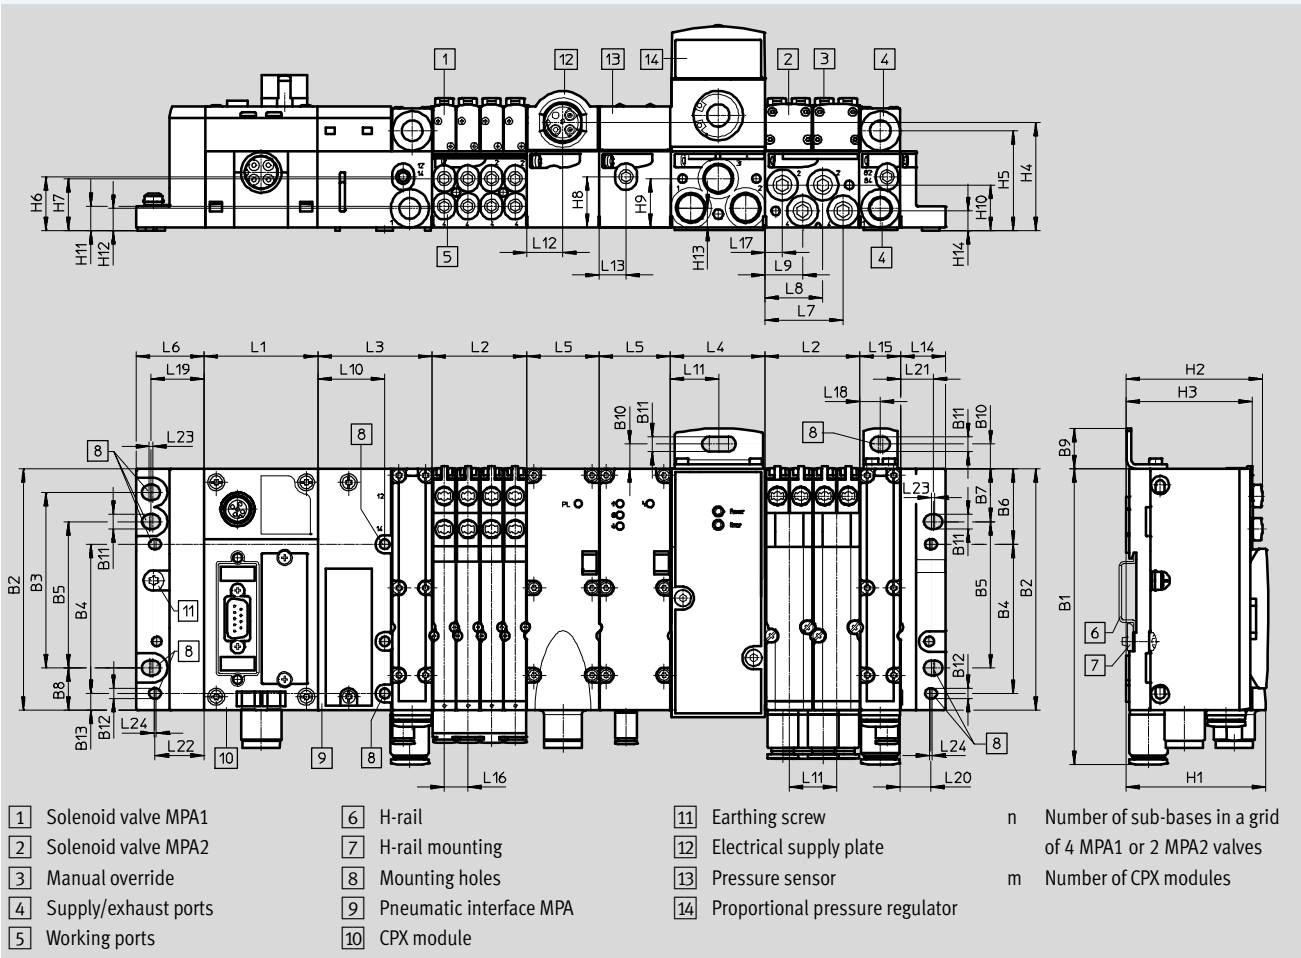 1
12
13
14
2
3
4
H6
H7
H11
H12
5
L12
L13
H8
H9
H13
L17
L9
L8
L7
4
H10
H14
H5
H4
L6
L1
L3
L2
L5
L5
L4
L2
L15
L14
L19
L10
L11
L18
L21
H2
H3
L23
8
8
B10
B11
8
B11
B10
B9
12
14
PL
Power
Error
L23
B7
B6
B2
B3
B5
B4
B11
11
8
B8
B13
B12
L24
L22
10
9
8
L16
L11
B11
B5
B4
B2
B12
8
L24
L20
B1
6
7
H1
1 Solenoid valve MPA1
2 Solenoid valve MPA2
3 Manual override
4 Supply/exhaust ports
5 Working ports
6 H-rail
7 H-rail mounting
8 Mounting holes
9 Pneumatic interface MPA
10 CPX module
11 Earthing screw
12 Electrical supply plate
13 Pressure sensor
14 Proportional pressure regulator
n Number of sub-bases in a grid
of 4 MPA1 or 2 MPA2 valves
m Number of CPX modules